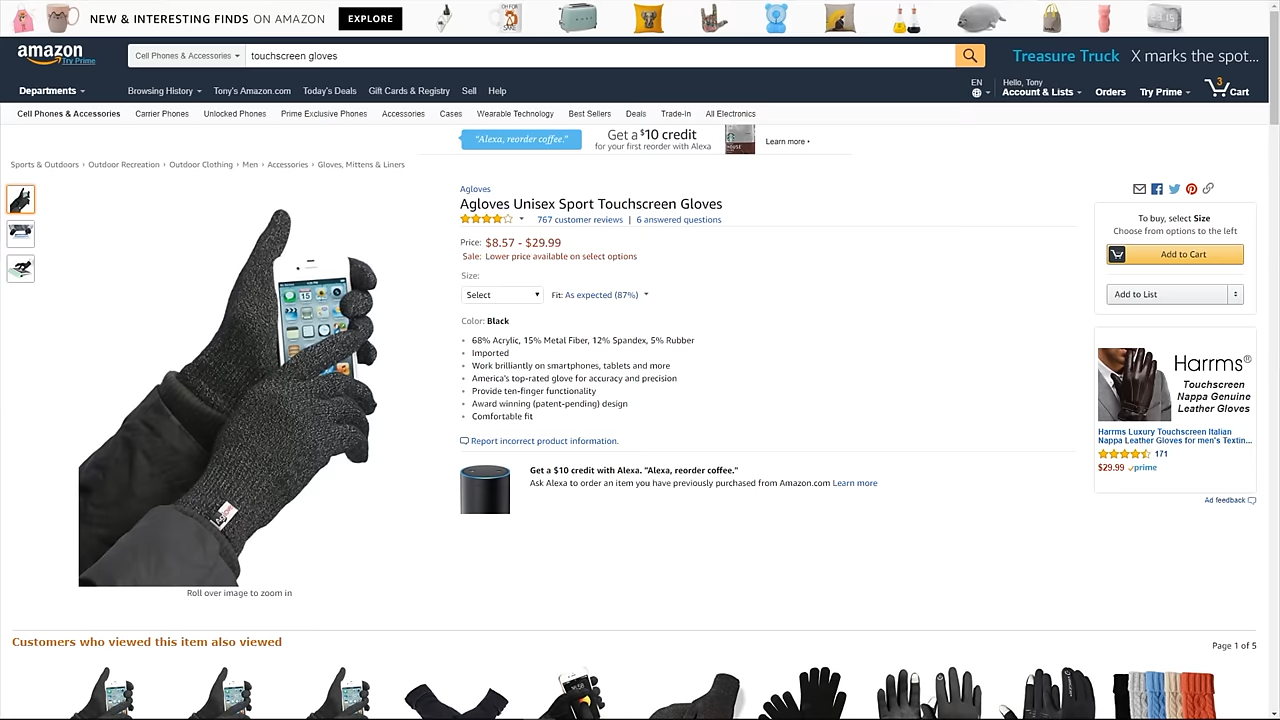 NEW & INTERESTING FINDS ON AMAZON EXPLORE
amazon
Try Prime
Cell Phones & Accessories
touchscreen gloves
Treasure Truck X marks the spot...
Departments
Browsing History
Tony's Amazon.com
Today's Deals
Gift Cards & Registry
Sell
Help
EN
Hello, Tony
Account & Lists
Orders
Try Prime
3
Cart
Cell Phones & Accessories
Carrier Phones
Unlocked Phones
Prime Exclusive Phones
Accessories
Cases
Wearable Technology
Best Sellers
Deals
Trade-In
All Electronics
"Alexa, reorder coffee."
Get a $10 credit
for your first reorder with Alexa
Learn more
Sports & Outdoors › Outdoor Recreation › Outdoor Clothing › Men › Accessories › Gloves, Mittens & Liners
Agloves
Agloves Unisex Sport Touchscreen Gloves
767 customer reviews | 6 answered questions
Price: $8.57 - $29.99
Sale: Lower price available on select options
Size:
Select
Fit: As expected (87%)
Color: Black
68% Acrylic, 15% Metal Fiber, 12% Spandex, 5% Rubber
Imported
Work brilliantly on smartphones, tablets and more
America's top-rated glove for accuracy and precision
Provide ten-finger functionality
Award winning (patent-pending) design
Comfortable fit
Report incorrect product information.
Get a $10 credit with Alexa. "Alexa, reorder coffee."
Ask Alexa to order an item you have previously purchased from Amazon.com Learn more
To buy, select Size
Choose from options to the left
Add to Cart
Add to List
Harrms®
Touchscreen
Nappa Genuine
Leather Gloves
Harrms Luxury Touchscreen Italian
Nappa Leather Gloves for men's Textin...
171
$29.99 prime
Ad feedback
Roll over image to zoom in
Customers who viewed this item also viewed
Page 1 of 5